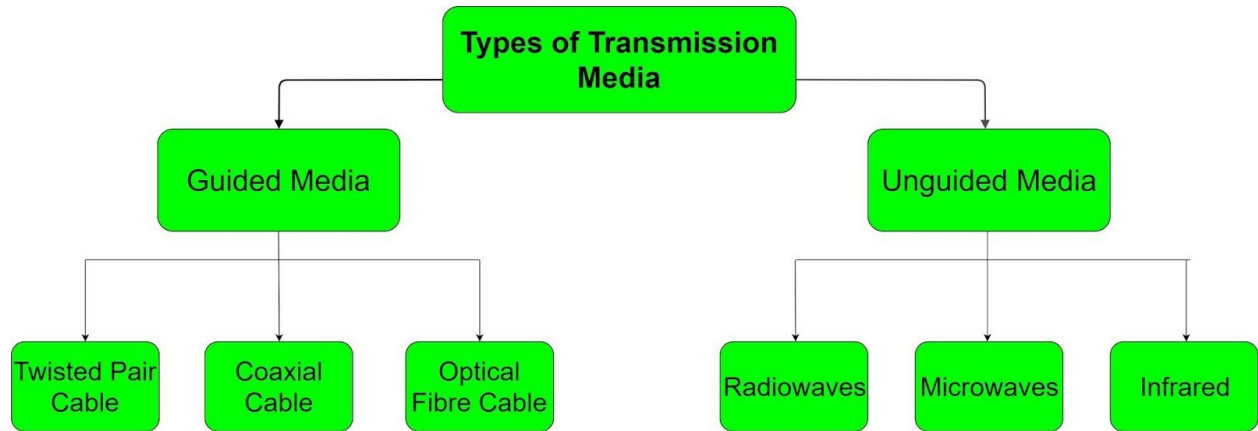 Types of Transmission
Media
Guided Media
Unguided Media
Twisted Pair
Cable
Coaxial
Cable
Optical
Fibre Cable
Radiowaves
Microwaves
Infrared